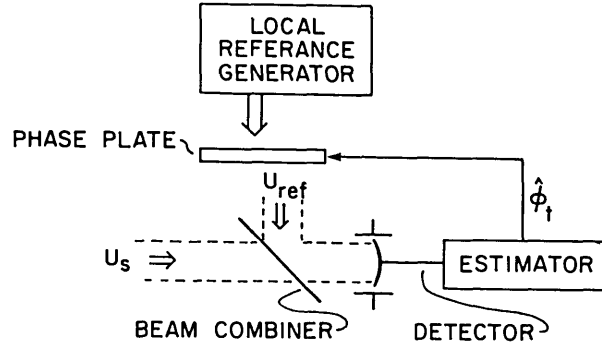 LOCAL
REFERANCE
GENERATOR
PHASE PLATE
U_ref
U_s
φ̂_t
ESTIMATOR
BEAM COMBINER
DETECTOR